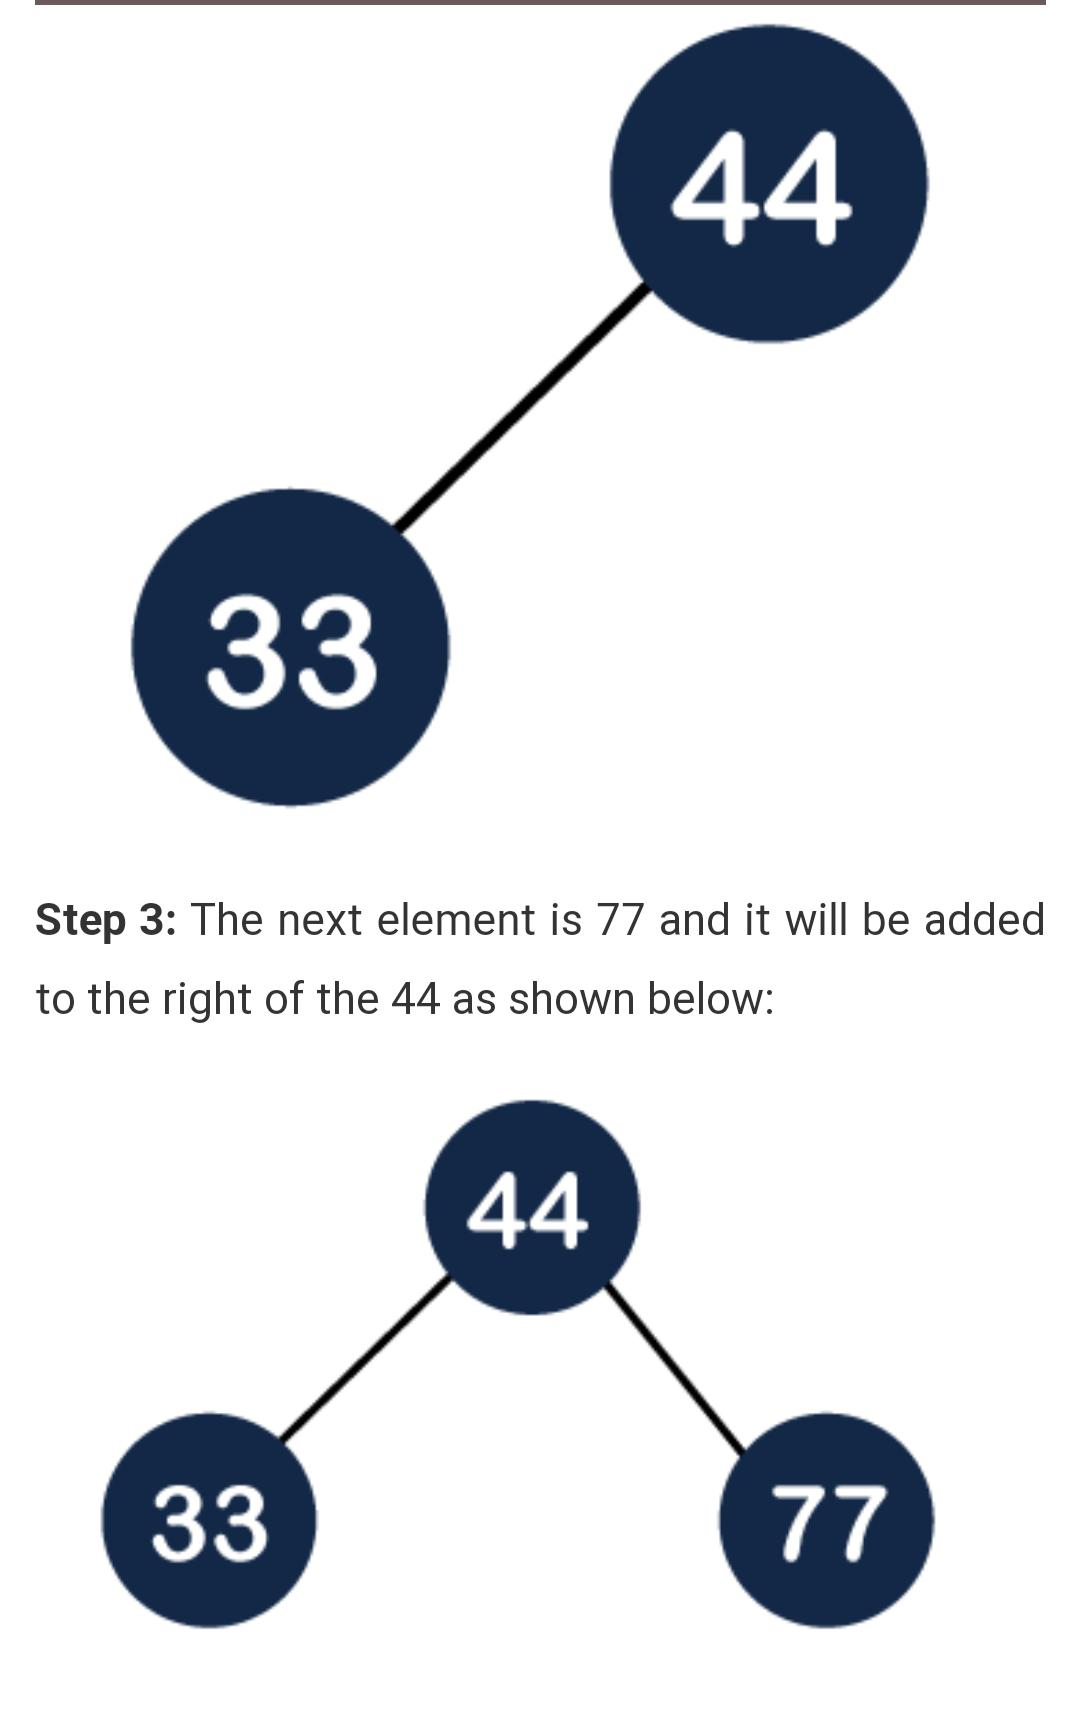 44
33
Step 3: The next element is 77 and it will be added
to the right of the 44 as shown below:
44
33 77